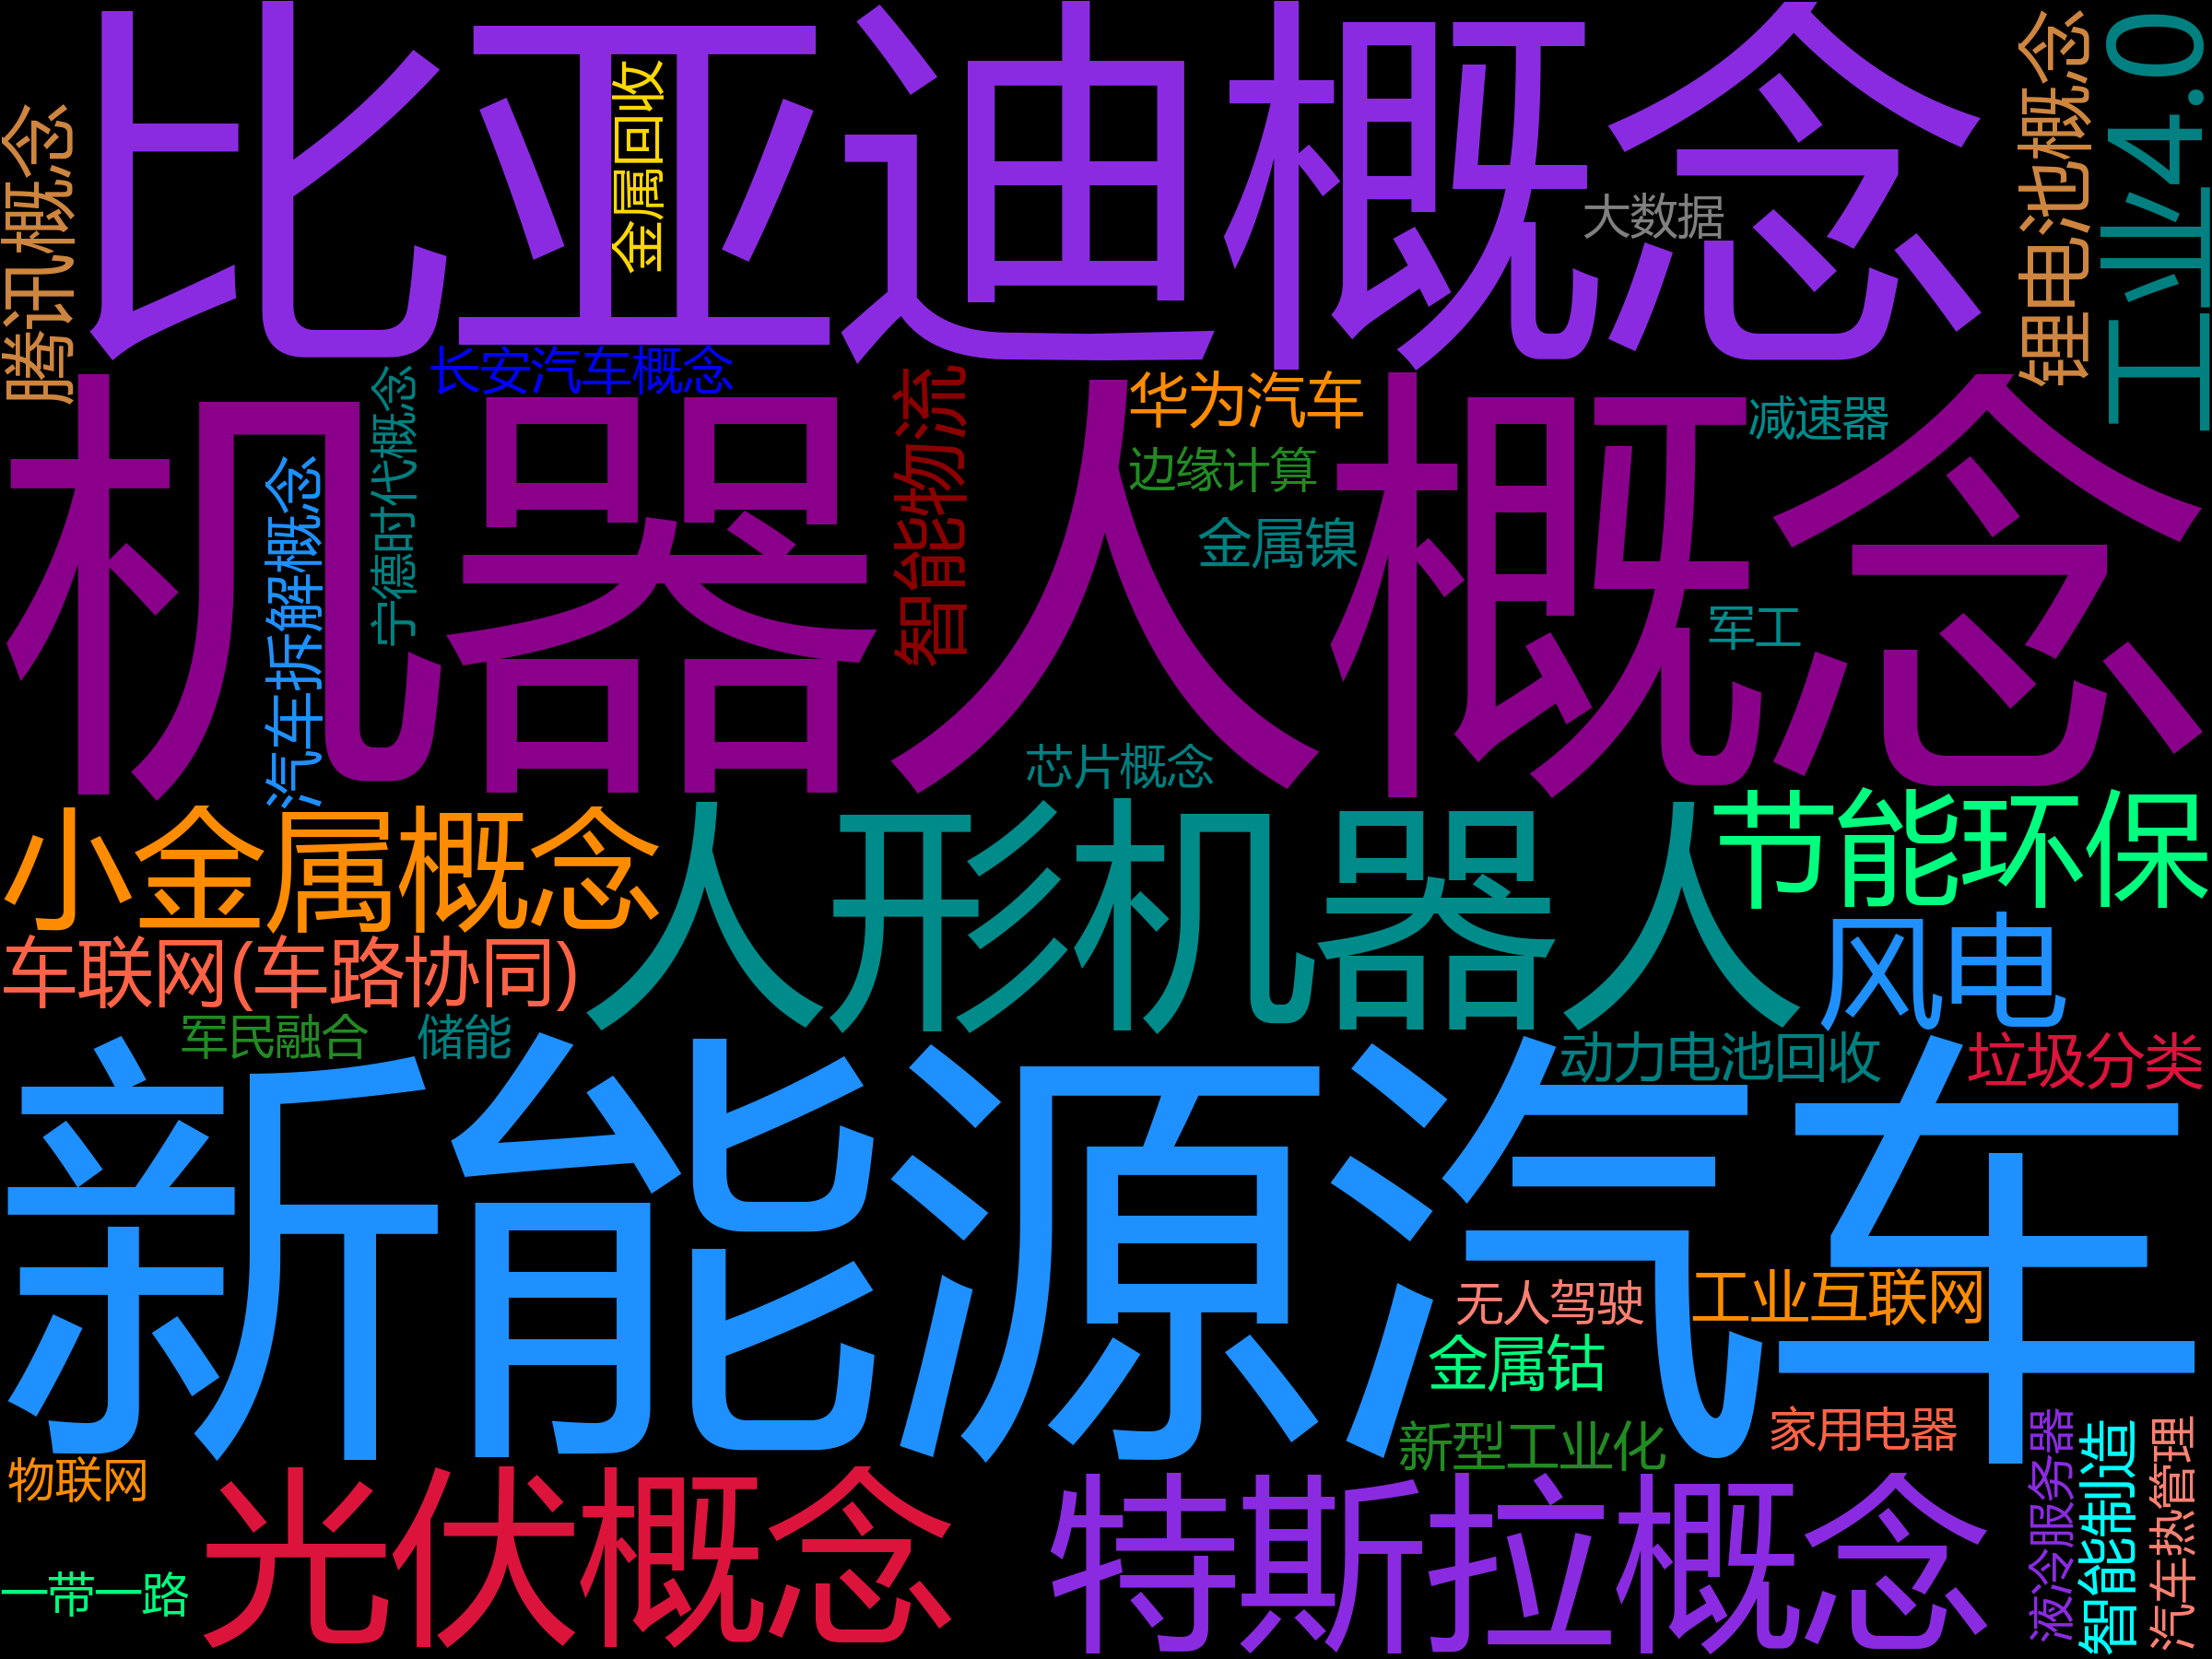 比亚迪概念
腾讯概念
金属回收
大数据
锂电池概念
工业4.0
长安汽车概念
华为汽车
减速器
机器人概念
边缘计算
金属镍
军工
智能物流
宁德时代概念
汽车拆解概念
芯片概念
小金属概念
人形机器人
节能环保
车联网(车路协同)
风电
军民融合
储能
动力电池回收
垃圾分类
新能源汽车
无人驾驶
工业互联网
金属钴
新型工业化
家用电器
物联网
光伏概念
特斯拉概念
液冷服务器
智能制造
汽车热管理
一带一路